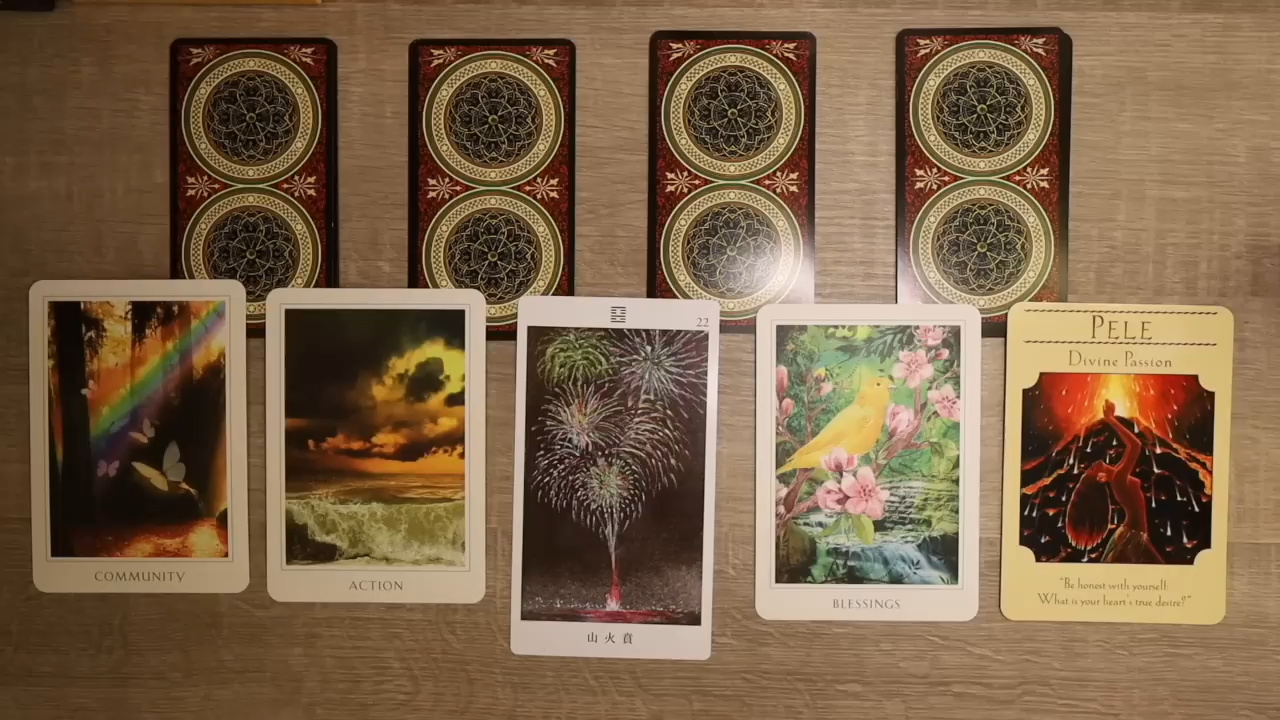 COMMUNITY
ACTION
22
山火賁
BLESSINGS
PELE
Divine Passion
"Be honest with yourself:
What is your heart's true desire?"